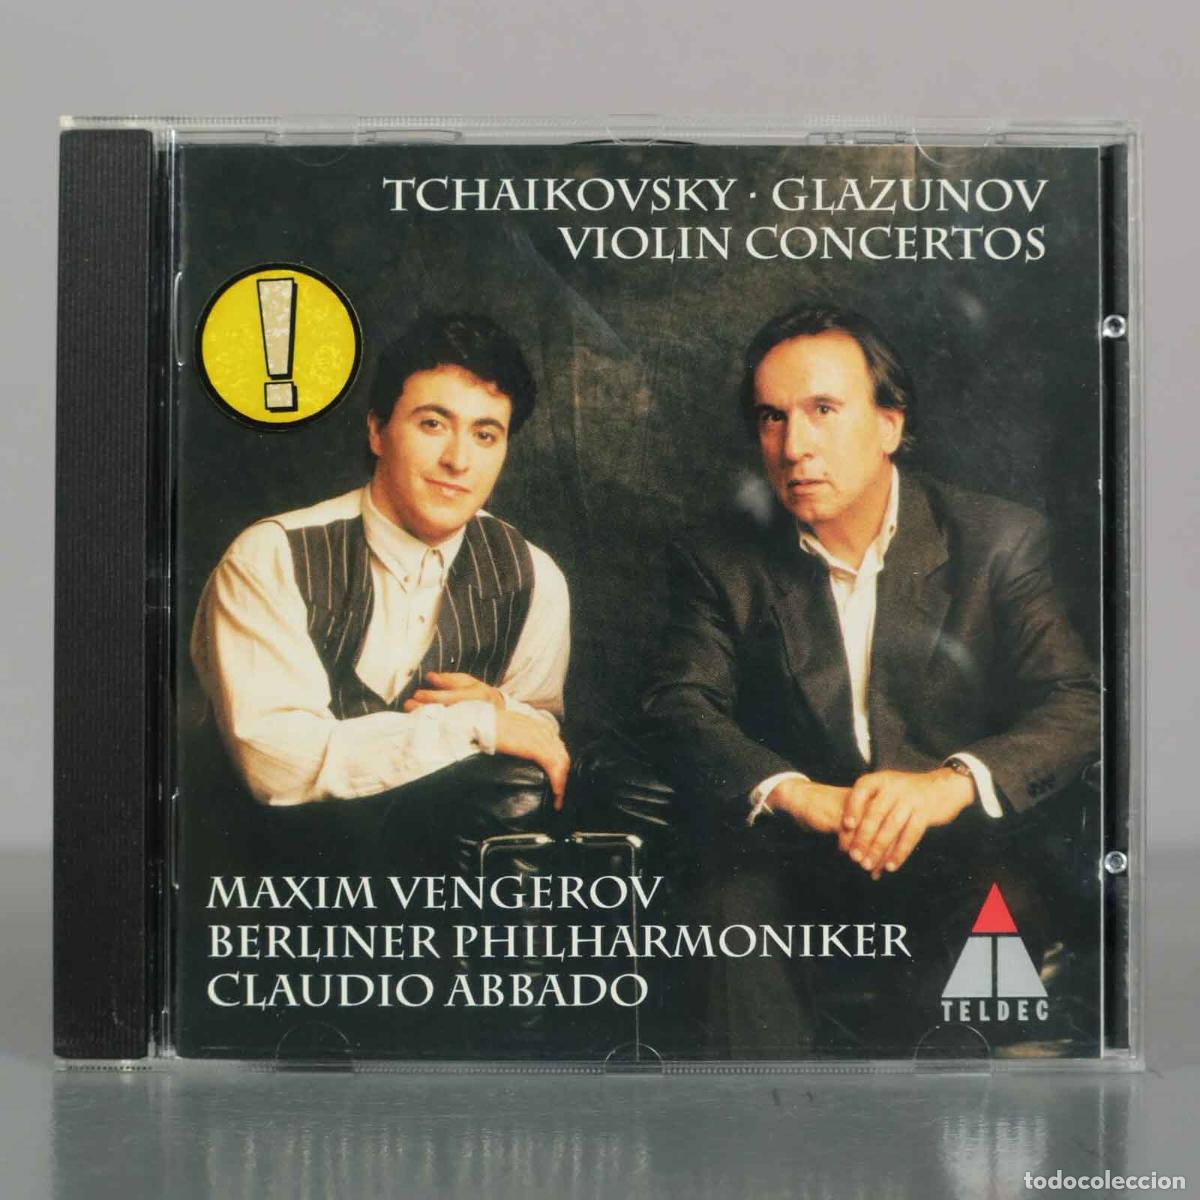 TCHAIKOVSKY · GLAZUNOV
VIOLIN CONCERTOS
!
MAXIM VENGEROV
BERLINER PHILHARMONIKER
CLAUDIO ABBADO
TELDEC
todocoleccion